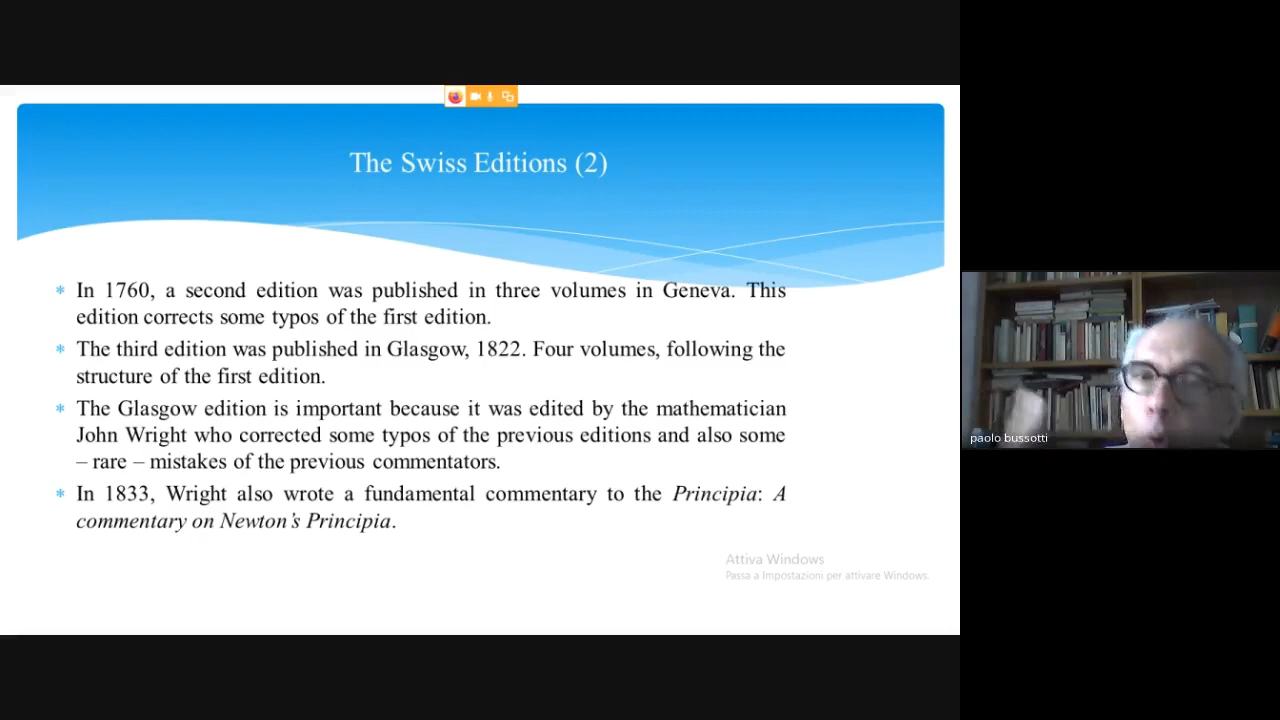 The Swiss Editions (2)
* In 1760, a second edition was published in three volumes in Geneva. This
edition corrects some typos of the first edition.
* The third edition was published in Glasgow, 1822. Four volumes, following the
structure of the first edition.
* The Glasgow edition is important because it was edited by the mathematician
John Wright who corrected some typos of the previous editions and also some
– rare – mistakes of the previous commentators.
* In 1833, Wright also wrote a fundamental commentary to the Principia: A
commentary on Newton’s Principia.
Attiva Windows
Passa a Impostazioni per attivare Windows.
paolo bussotti